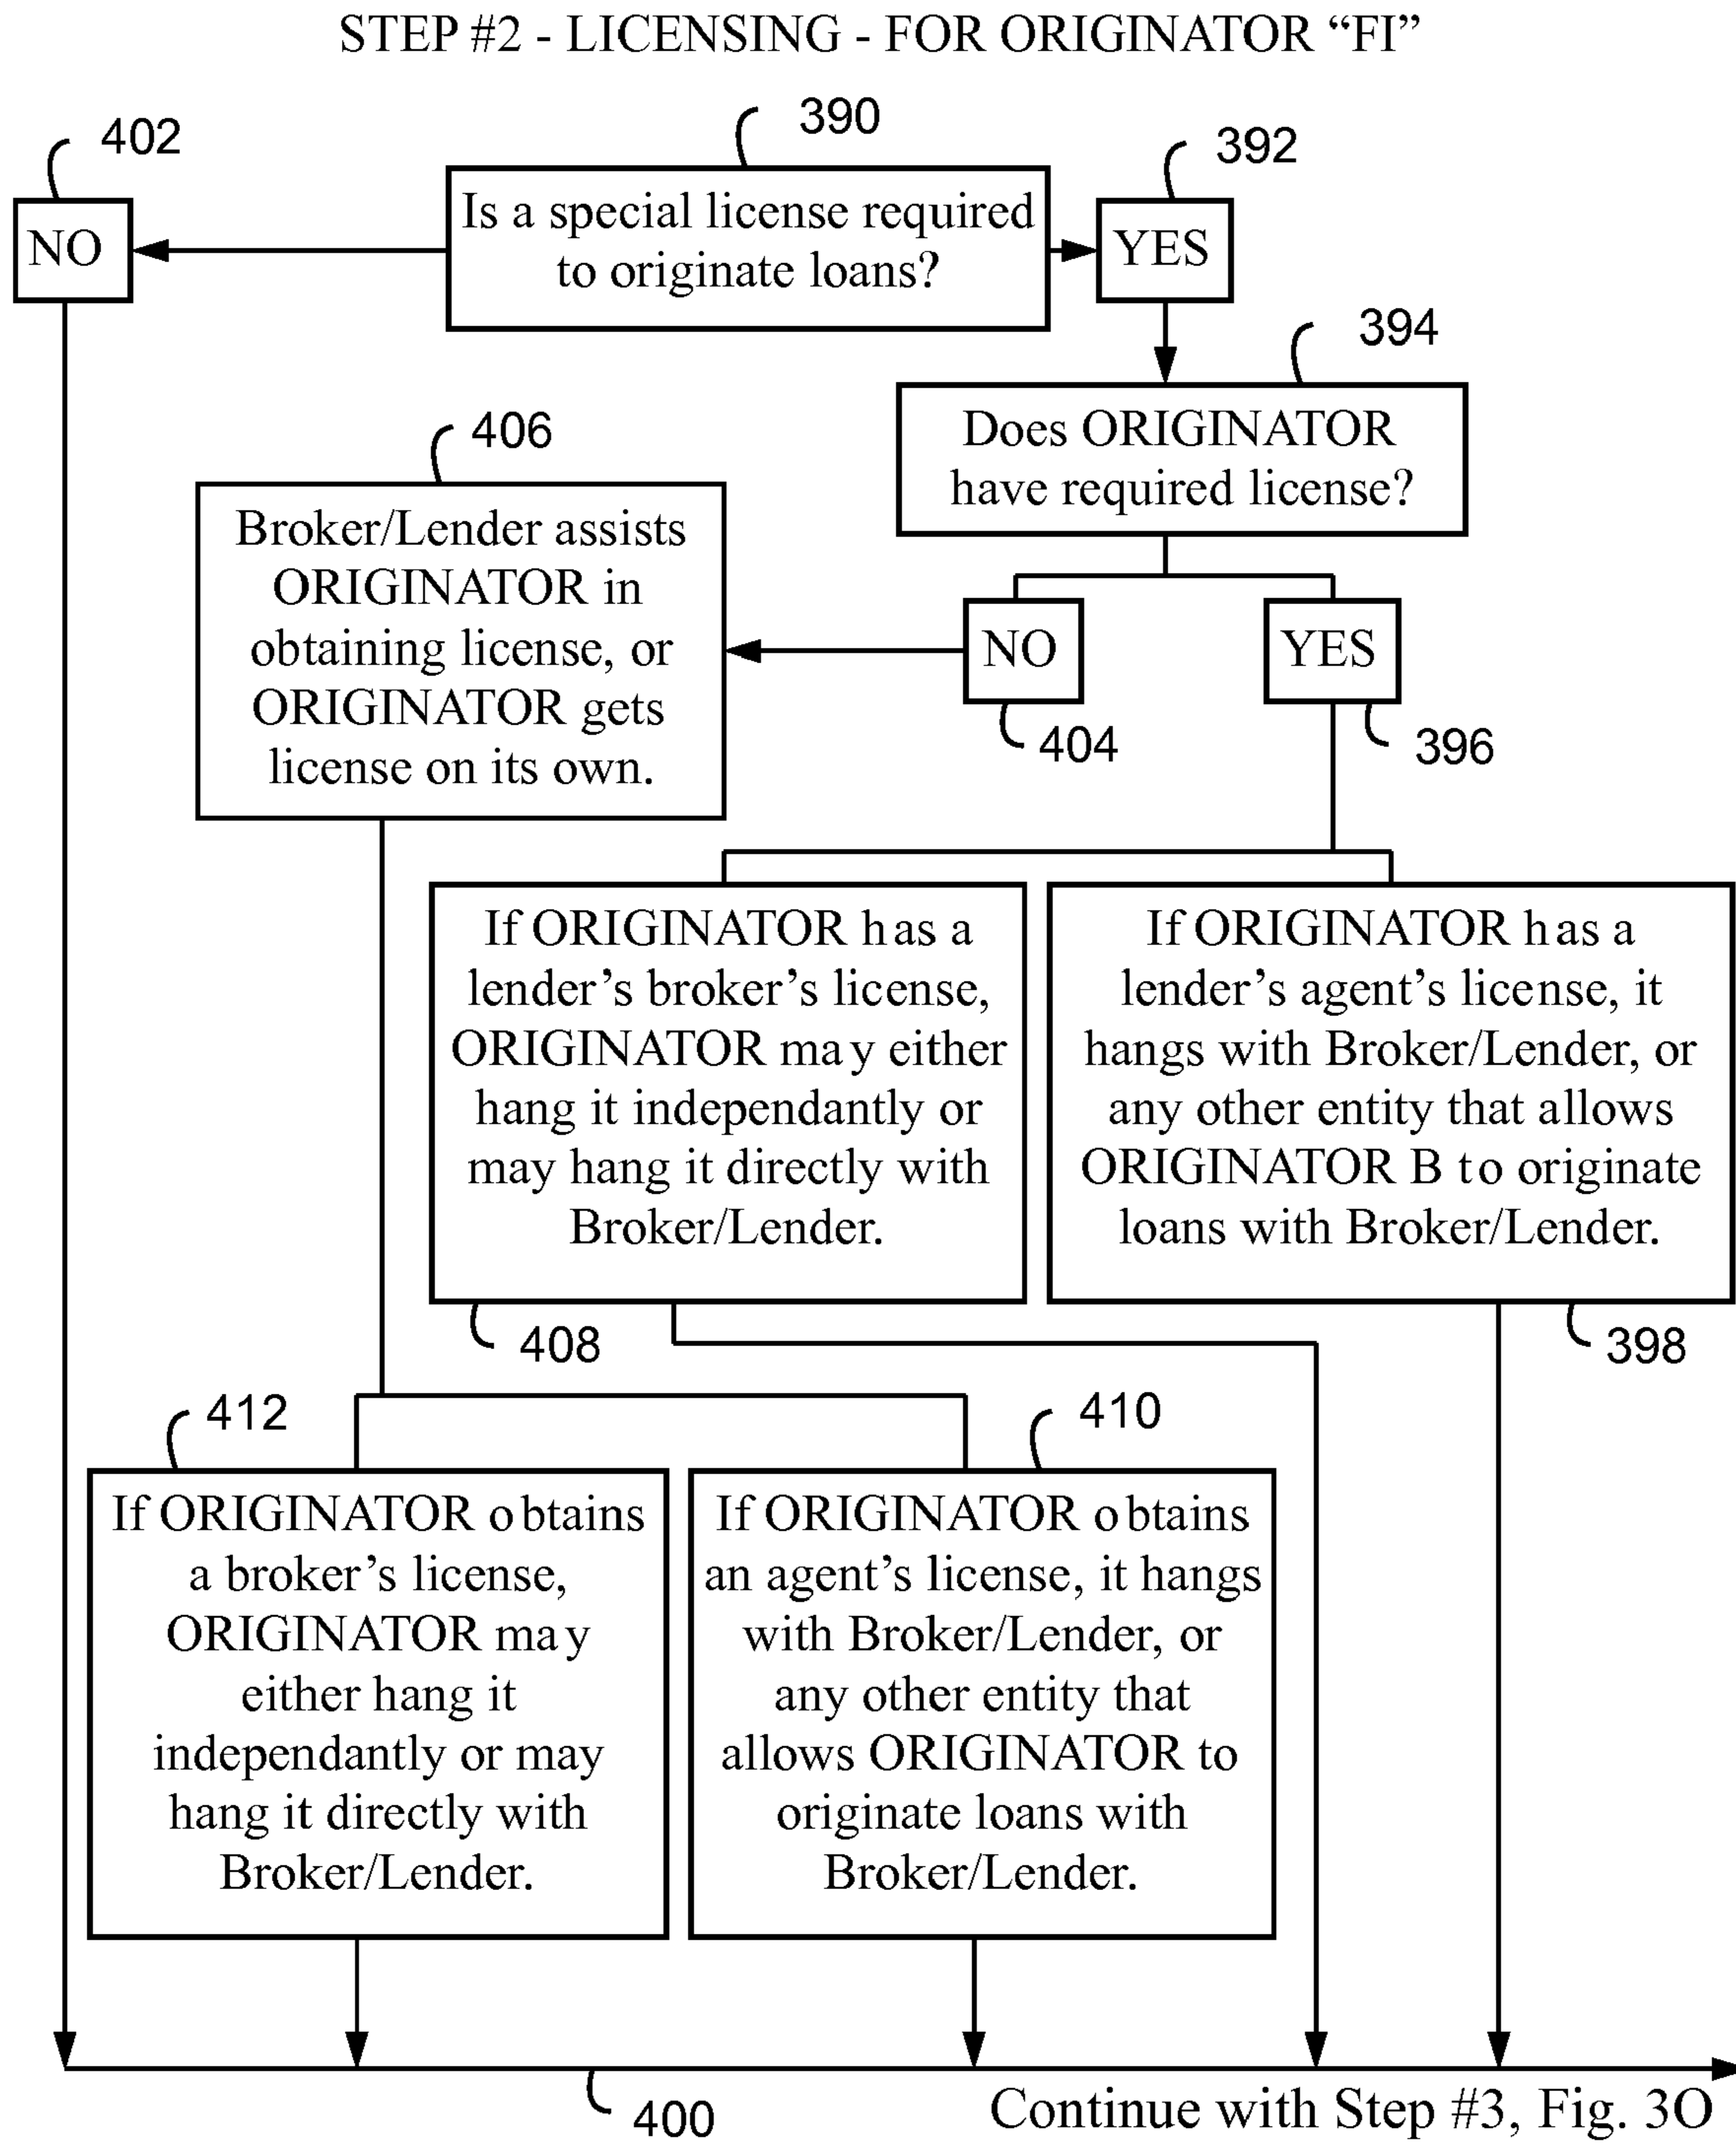 STEP #2 - LICENSING - FOR ORIGINATOR “FI”
402
390
392
NO
Is a special license required
to originate loans?
YES
394
Does ORIGINATOR
have required license?
406
Broker/Lender assists
ORIGINATOR in
obtaining license, or
ORIGINATOR gets
license on its own.
NO
YES
404
396
If ORIGINATOR has a
lender’s broker’s license,
ORIGINATOR may either
hang it independantly or
may hang it directly with
Broker/Lender.
If ORIGINATOR has a
lender’s agent’s license, it
hangs with Broker/Lender, or
any other entity that allows
ORIGINATOR B to originate
loans with Broker/Lender.
408
398
412
410
If ORIGINATOR obtains
a broker’s license,
ORIGINATOR may
either hang it
independantly or may
hang it directly with
Broker/Lender.
If ORIGINATOR obtains
an agent’s license, it hangs
with Broker/Lender, or
any other entity that
allows ORIGINATOR to
originate loans with
Broker/Lender.
400
Continue with Step #3, Fig. 3O